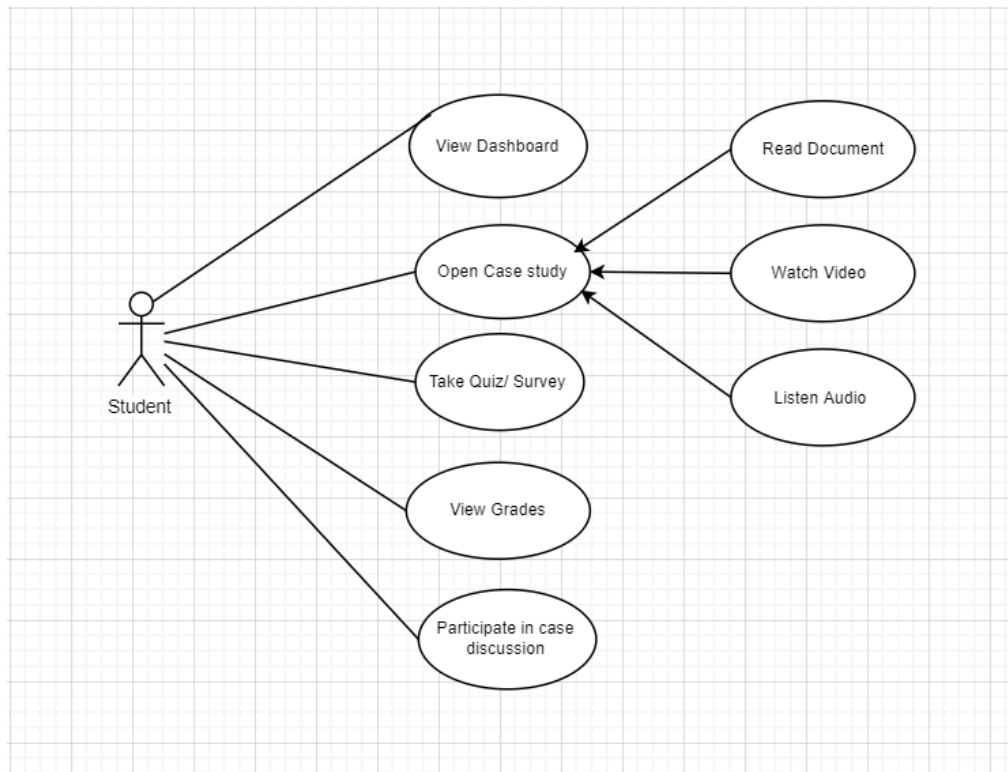 View Dashboard
Read Document
Open Case study
Watch Video
Take Quiz/ Survey
Listen Audio
Student
View Grades
Participate in case
discussion